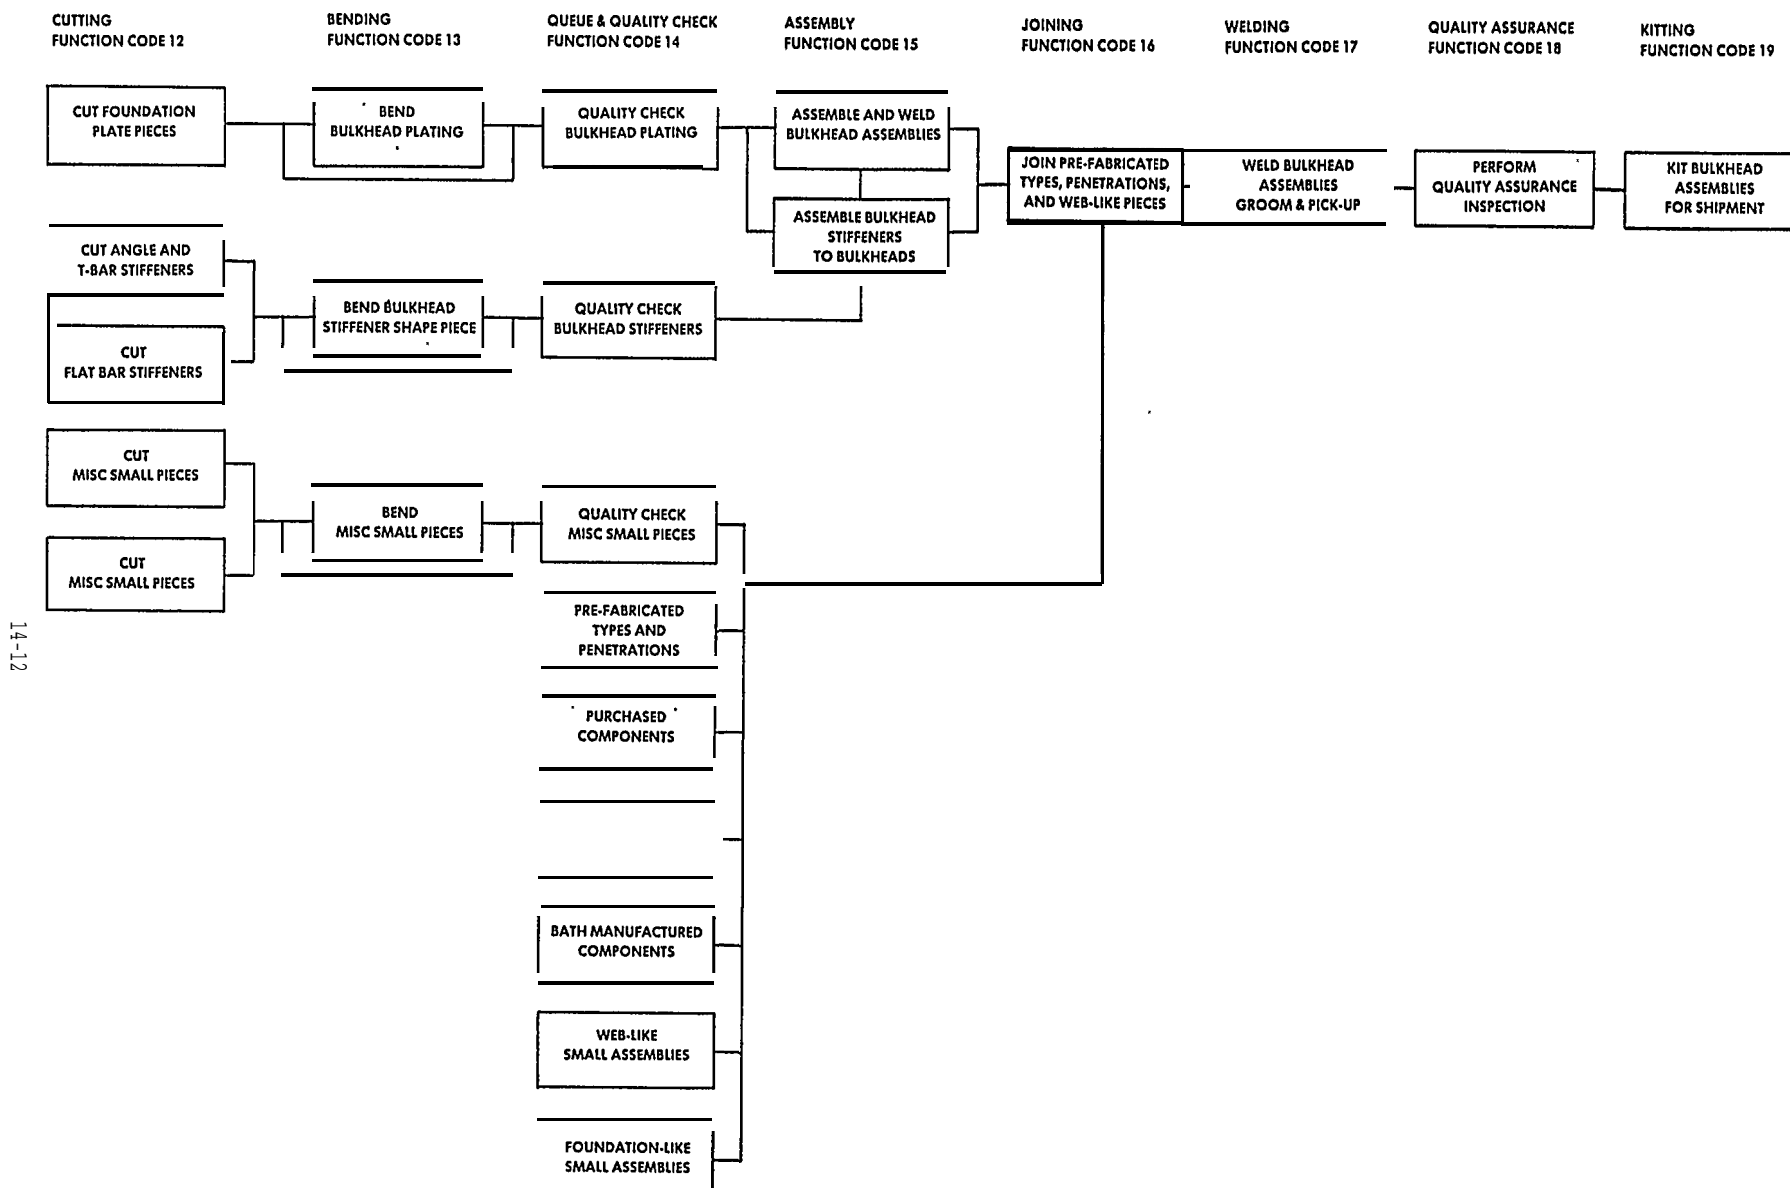 CUTTING
FUNCTION CODE 12
BENDING
FUNCTION CODE 13
QUEUE & QUALITY CHECK
FUNCTION CODE 14
ASSEMBLY
FUNCTION CODE 15
JOINING
FUNCTION CODE 16
WELDING
FUNCTION CODE 17
QUALITY ASSURANCE
FUNCTION CODE 18
KITTING
FUNCTION CODE 19
CUT FOUNDATION
PLATE PIECES
BEND
BULKHEAD PLATING
QUALITY CHECK
BULKHEAD PLATING
ASSEMBLE AND WELD
BULKHEAD ASSEMBLIES
JOIN PRE-FABRICATED
TYPES, PENETRATIONS,
AND WEB-LIKE PIECES
WELD BULKHEAD
ASSEMBLIES
GROOM & PICK-UP
PERFORM
QUALITY ASSURANCE
INSPECTION
KIT BULKHEAD
ASSEMBLIES
FOR SHIPMENT
ASSEMBLE BULKHEAD
STIFFENERS
TO BULKHEADS
CUT ANGLE AND
T-BAR STIFFENERS
BEND BULKHEAD
STIFFENER SHAPE PIECE
QUALITY CHECK
BULKHEAD STIFFENERS
CUT
FLAT BAR STIFFENERS
CUT
MISC SMALL PIECES
BEND
MISC SMALL PIECES
QUALITY CHECK
MISC SMALL PIECES
CUT
MISC SMALL PIECES
PRE-FABRICATED
TYPES AND
PENETRATIONS
PURCHASED
COMPONENTS
BATH MANUFACTURED
COMPONENTS
WEB-LIKE
SMALL ASSEMBLIES
FOUNDATION-LIKE
SMALL ASSEMBLIES
14-12